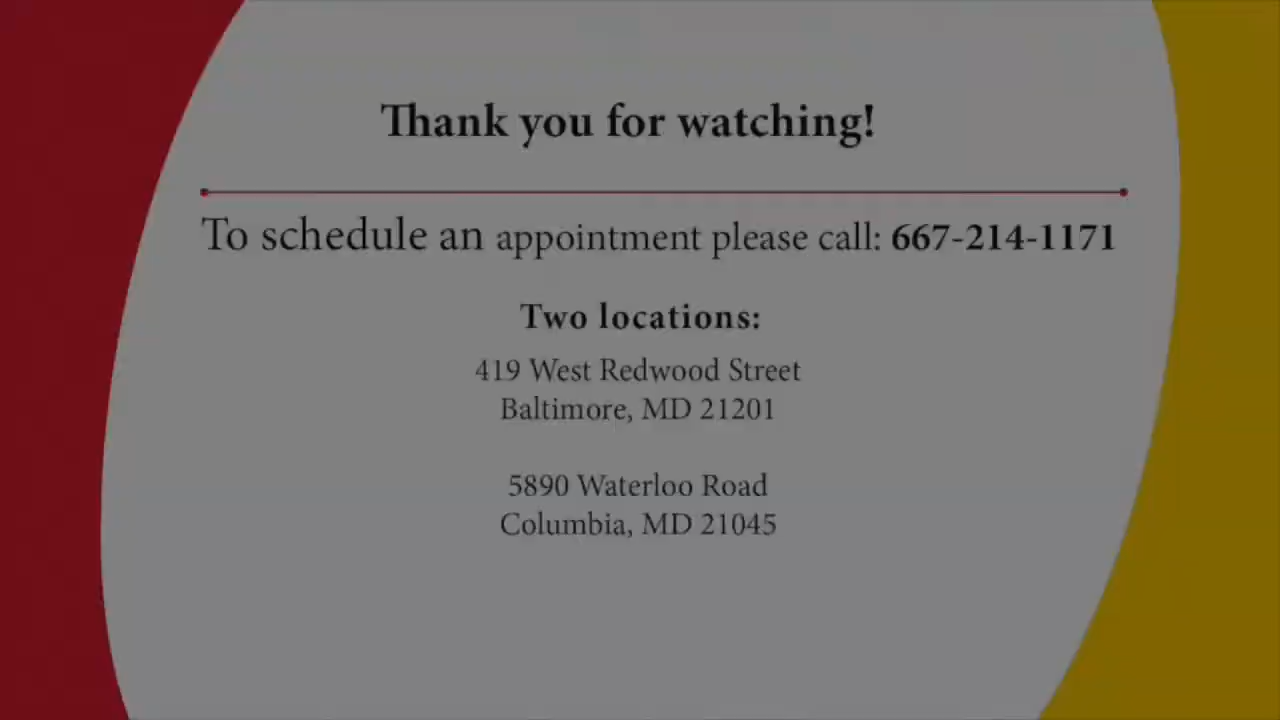 Thank you for watching!
To schedule an appointment please call: 667-214-1171
Two locations:
419 West Redwood Street
Baltimore, MD 21201
5890 Waterloo Road
Columbia, MD 21045